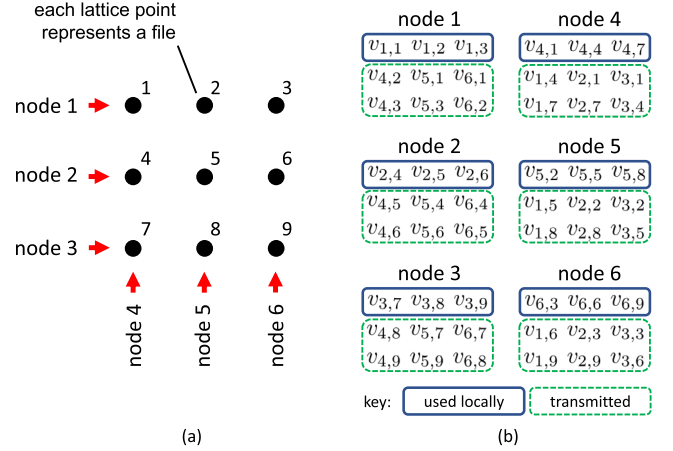 each lattice point
represents a file
1 2 3
node 1
4 5 6
node 2
7 8 9
node 3
node 4
node 5
node 6
(a)
node 1
v1,1 v1,2 v1,3
v4,2 v5,1 v6,1
v4,3 v5,3 v6,2
node 4
v4,1 v4,4 v4,7
v1,4 v2,1 v3,1
v1,7 v2,7 v3,4
node 2
v2,4 v2,5 v2,6
v4,5 v5,4 v6,4
v4,6 v5,6 v6,5
node 5
v5,2 v5,5 v5,8
v1,5 v2,2 v3,2
v1,8 v2,8 v3,5
node 3
v3,7 v3,8 v3,9
v4,8 v5,7 v6,7
v4,9 v5,9 v6,8
node 6
v6,3 v6,6 v6,9
v1,6 v2,3 v3,3
v1,9 v2,9 v3,6
key: used locally transmitted
(b)